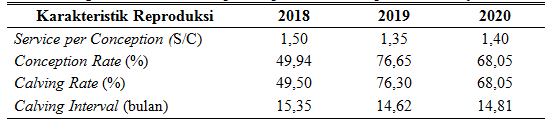 Karakteristik Reproduksi 2018 2019 2020
Service per Conception (S/C) 1,50 1,35 1,40
Conception Rate (%) 49,94 76,65 68,05
Calving Rate (%) 49,50 76,30 68,05
Calving Interval (bulan) 15,35 14,62 14,81